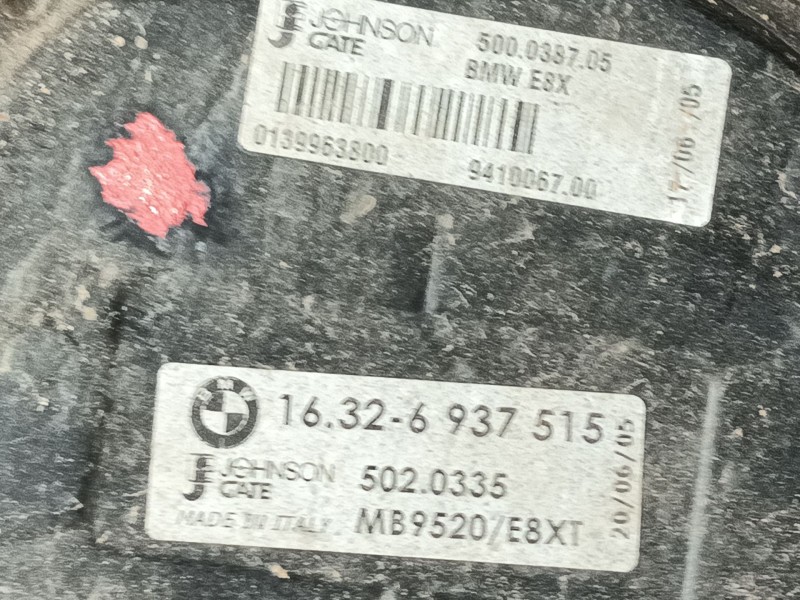 JOHNSON 500.0387.05
GATE BMW E8X
0139963800 9410067.00
17/06/05
BMW
16.32-6 937 515
JOHNSON 502.0335
GATE
MADE IN ITALY MB9520/E8XT
20/06/05